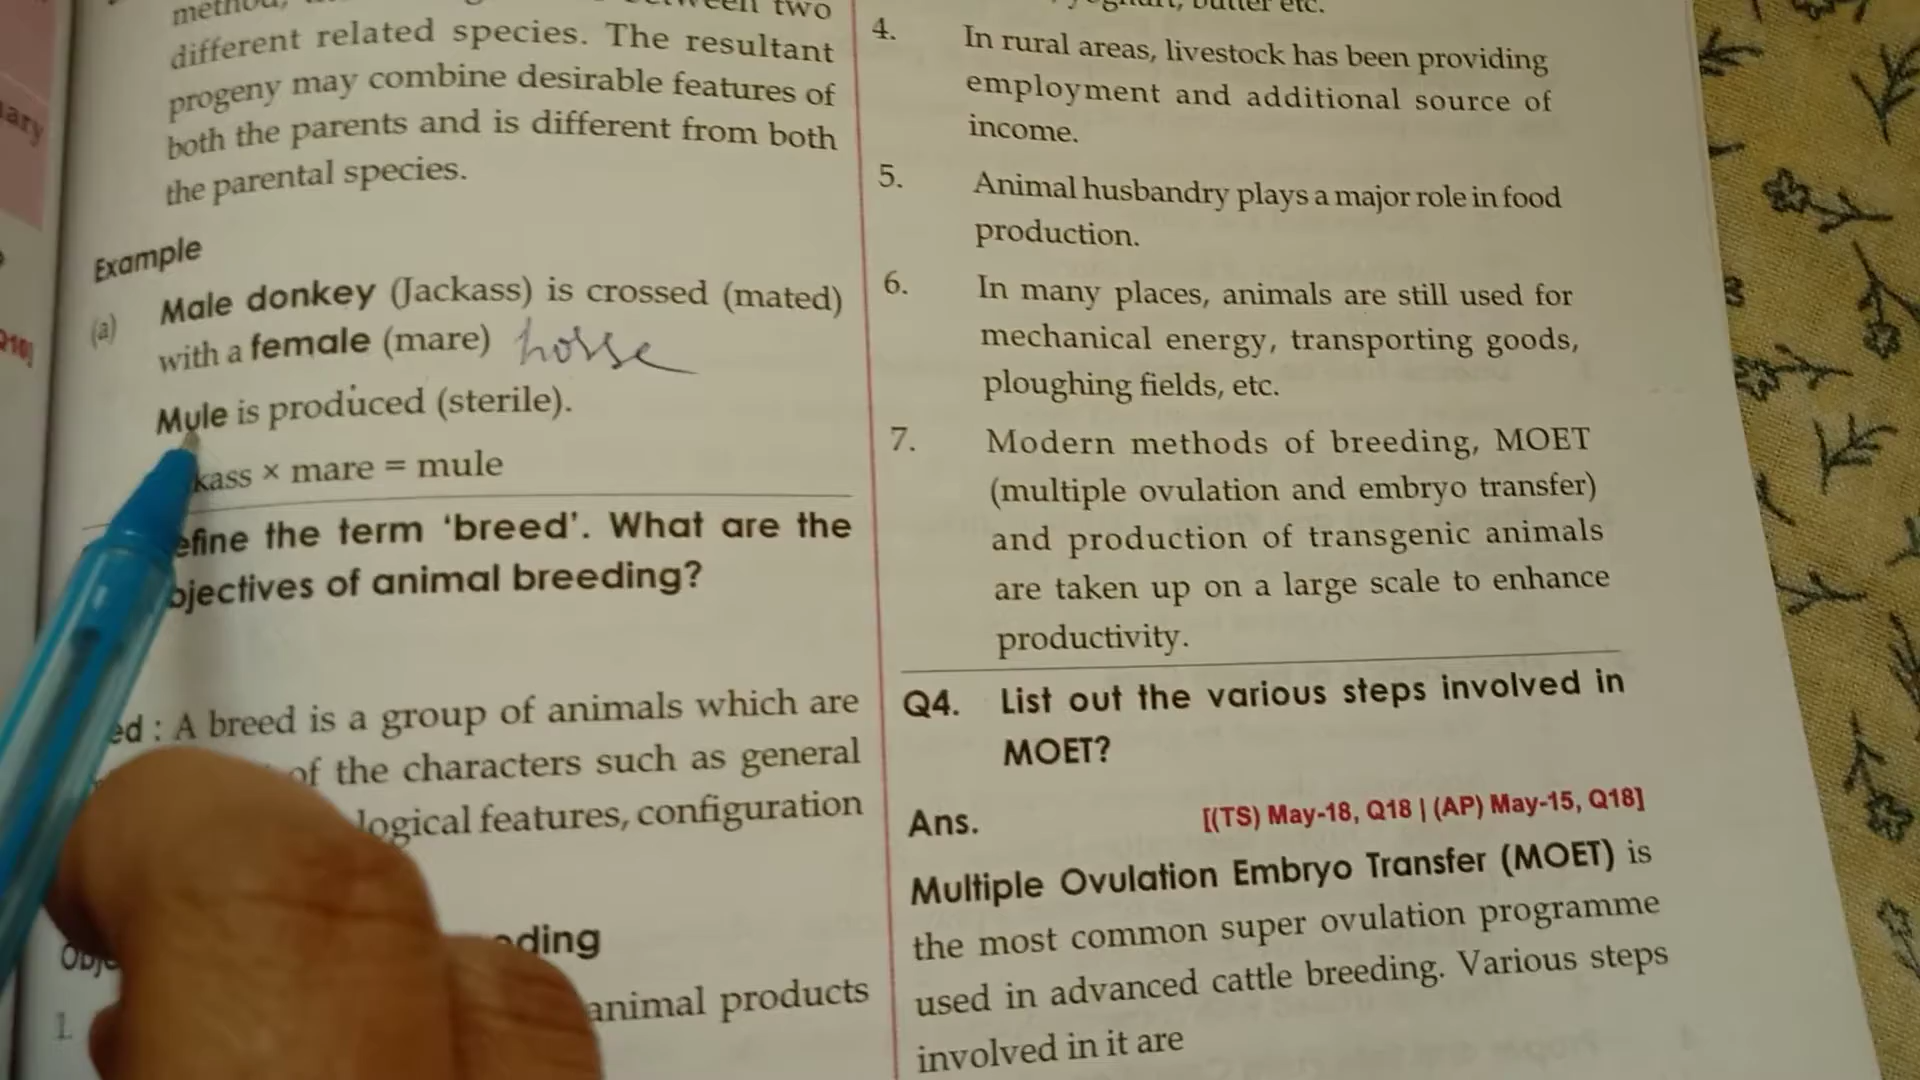 two
different related species. The resultant
progeny may combine desirable features of
both the parents and is different from both
the parental species.
Example
(a) Male donkey (Jackass) is crossed (mated)
with a female (mare) horse
Mule is produced (sterile).
kass × mare = mule
efine the term ‘breed’. What are the
bjectives of animal breeding?
ed : A breed is a group of animals which are
of the characters such as general
logical features, configuration
ding
1. animal products
butter etc.
4. In rural areas, livestock has been providing
employment and additional source of
income.
5. Animal husbandry plays a major role in food
production.
6. In many places, animals are still used for
mechanical energy, transporting goods,
ploughing fields, etc.
7. Modern methods of breeding, MOET
(multiple ovulation and embryo transfer)
and production of transgenic animals
are taken up on a large scale to enhance
productivity.
Q4. List out the various steps involved in
MOET?
Ans. [(TS) May-18, Q18 | (AP) May-15, Q18]
Multiple Ovulation Embryo Transfer (MOET) is
the most common super ovulation programme
used in advanced cattle breeding. Various steps
involved in it are